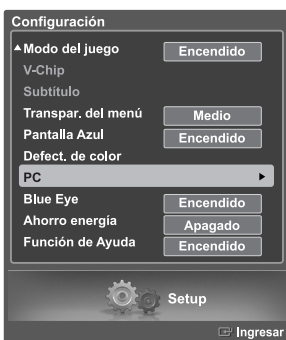 Configuración
Modo del juego Encendido
V-Chip
Subtítulo
Transpar. del menú Medio
Pantalla Azul Encendido
Defect. de color
PC
Blue Eye Encendido
Ahorro energía Apagado
Función de Ayuda Encendido
Setup
Ingresar